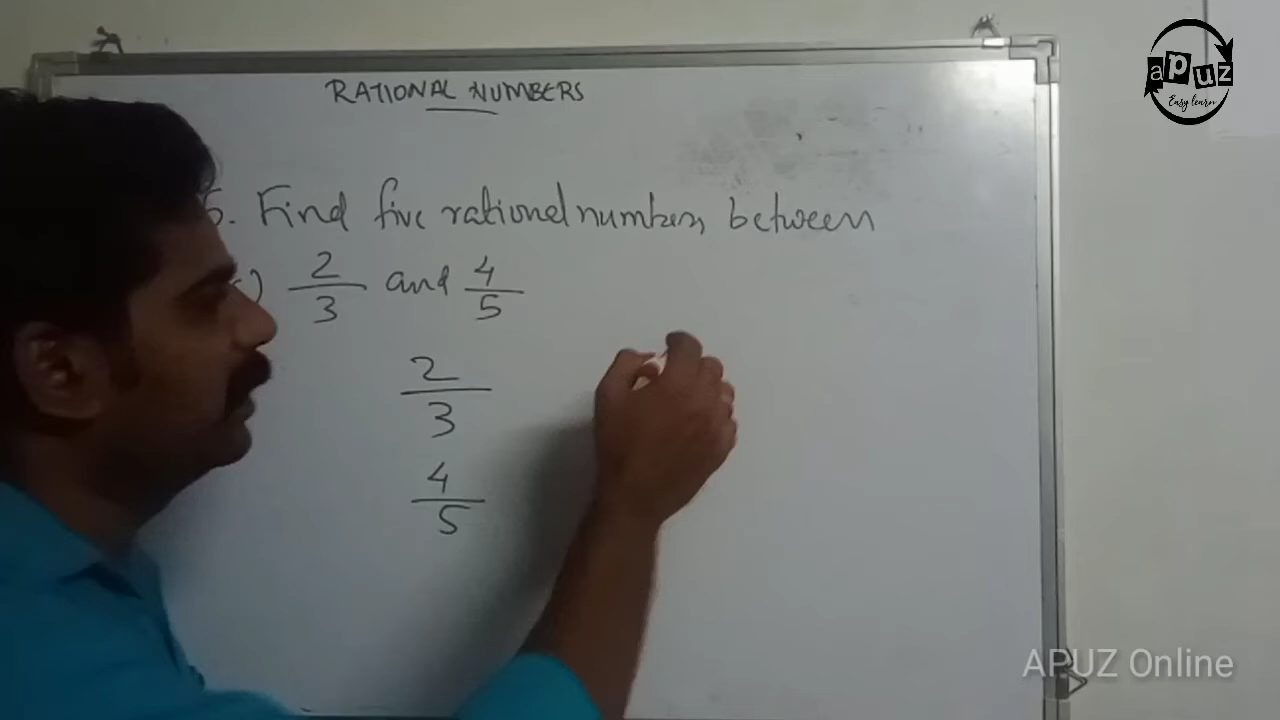 apuz
Easy learn
RATIONAL NUMBERS
5. Find five rational numbers between
) 2/3 and 4/5
2/3
4/5
APUZ Online